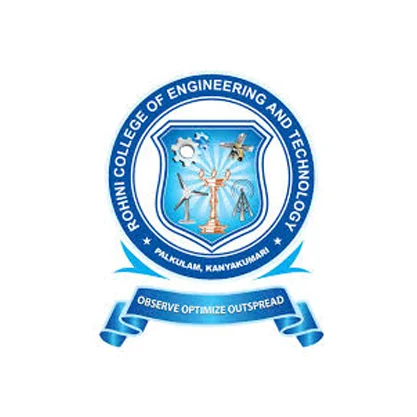 ROHINI COLLEGE OF ENGINEERING AND TECHNOLOGY
PALKULAM, KANYAKUMARI
OBSERVE OPTIMIZE OUTSPREAD